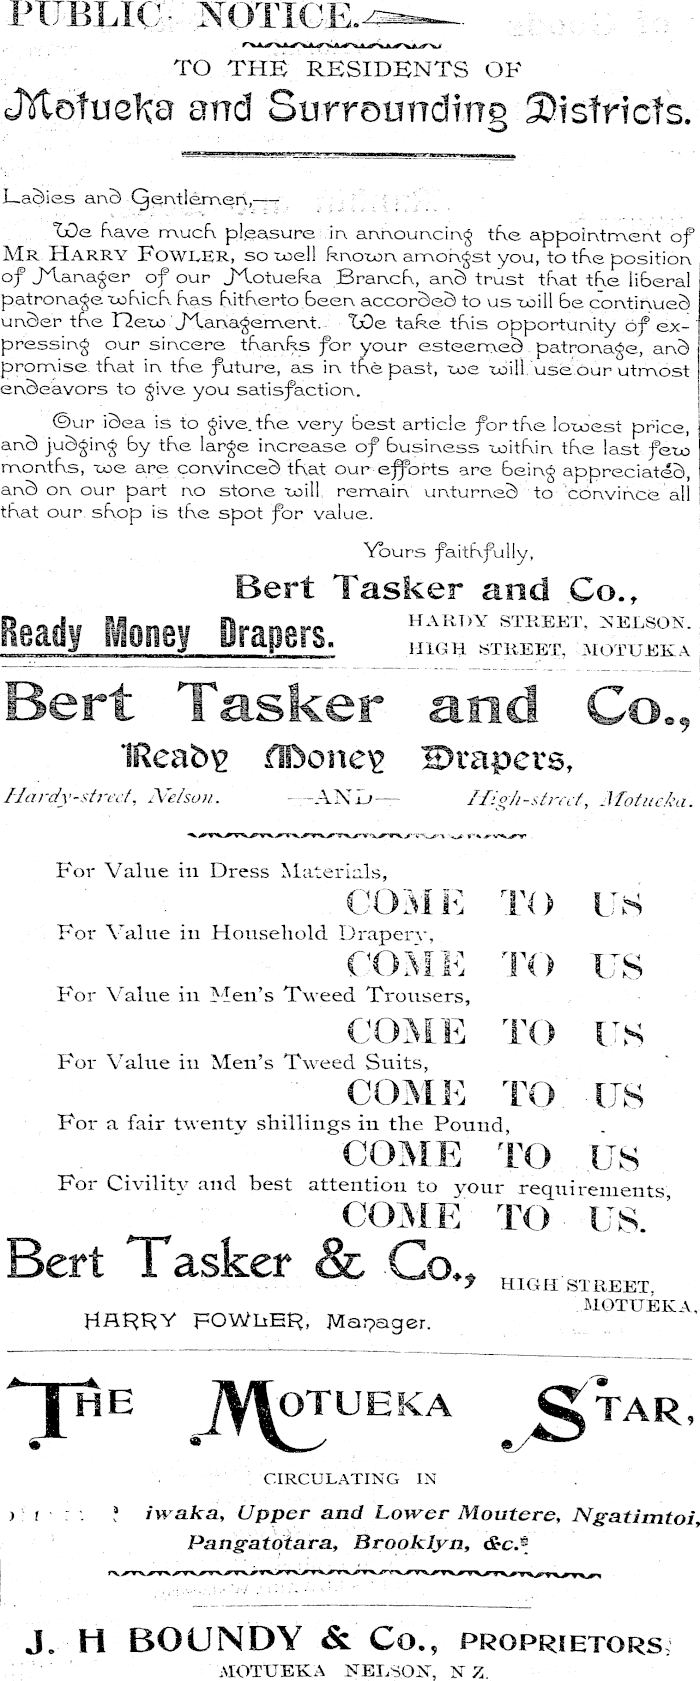 PUBLIC NOTICE.
TO THE RESIDENTS OF
Motueka and Surrounding Districts.
Ladies and Gentlemen,—
We have much pleasure in announcing the appointment of
MR HARRY FOWLER, so well known amongst you, to the position
of Manager of our Motueka Branch, and trust that the liberal
patronage which has hitherto been accorded to us will be continued
under the New Management. We take this opportunity of ex-
pressing our sincere thanks for your esteemed patronage, and
promise that in the future, as in the past, we will use our utmost
endeavors to give you satisfaction.
Our idea is to give the very best article for the lowest price,
and judging by the large increase of business within the last few
months, we are convinced that our efforts are being appreciated,
and on our part no stone will remain unturned to convince all
that our shop is the spot for value.
Yours faithfully,
Bert Tasker and Co.,
Ready Money Drapers.
HARDY STREET, NELSON.
HIGH STREET, MOTUEKA
Bert Tasker and Co.,
Ready Money Drapers,
Hardy-street, Nelson. —AND— High-street, Motueka.
For Value in Dress Materials,
COME TO US
For Value in Household Drapery,
COME TO US
For Value in Men's Tweed Trousers,
COME TO US
For Value in Men's Tweed Suits,
COME TO US
For a fair twenty shillings in the Pound,
COME TO US
For Civility and best attention to your requirements,
COME TO US.
Bert Tasker & Co.,
HIGH STREET,
MOTUEKA,
HARRY FOWLER, Manager.
THE MOTUEKA STAR,
CIRCULATING IN
iwaka, Upper and Lower Moutere, Ngatimtoi,
Pangatotara, Brooklyn, &c.
J. H BOUNDY & Co., PROPRIETORS,
MOTUEKA NELSON, N Z.